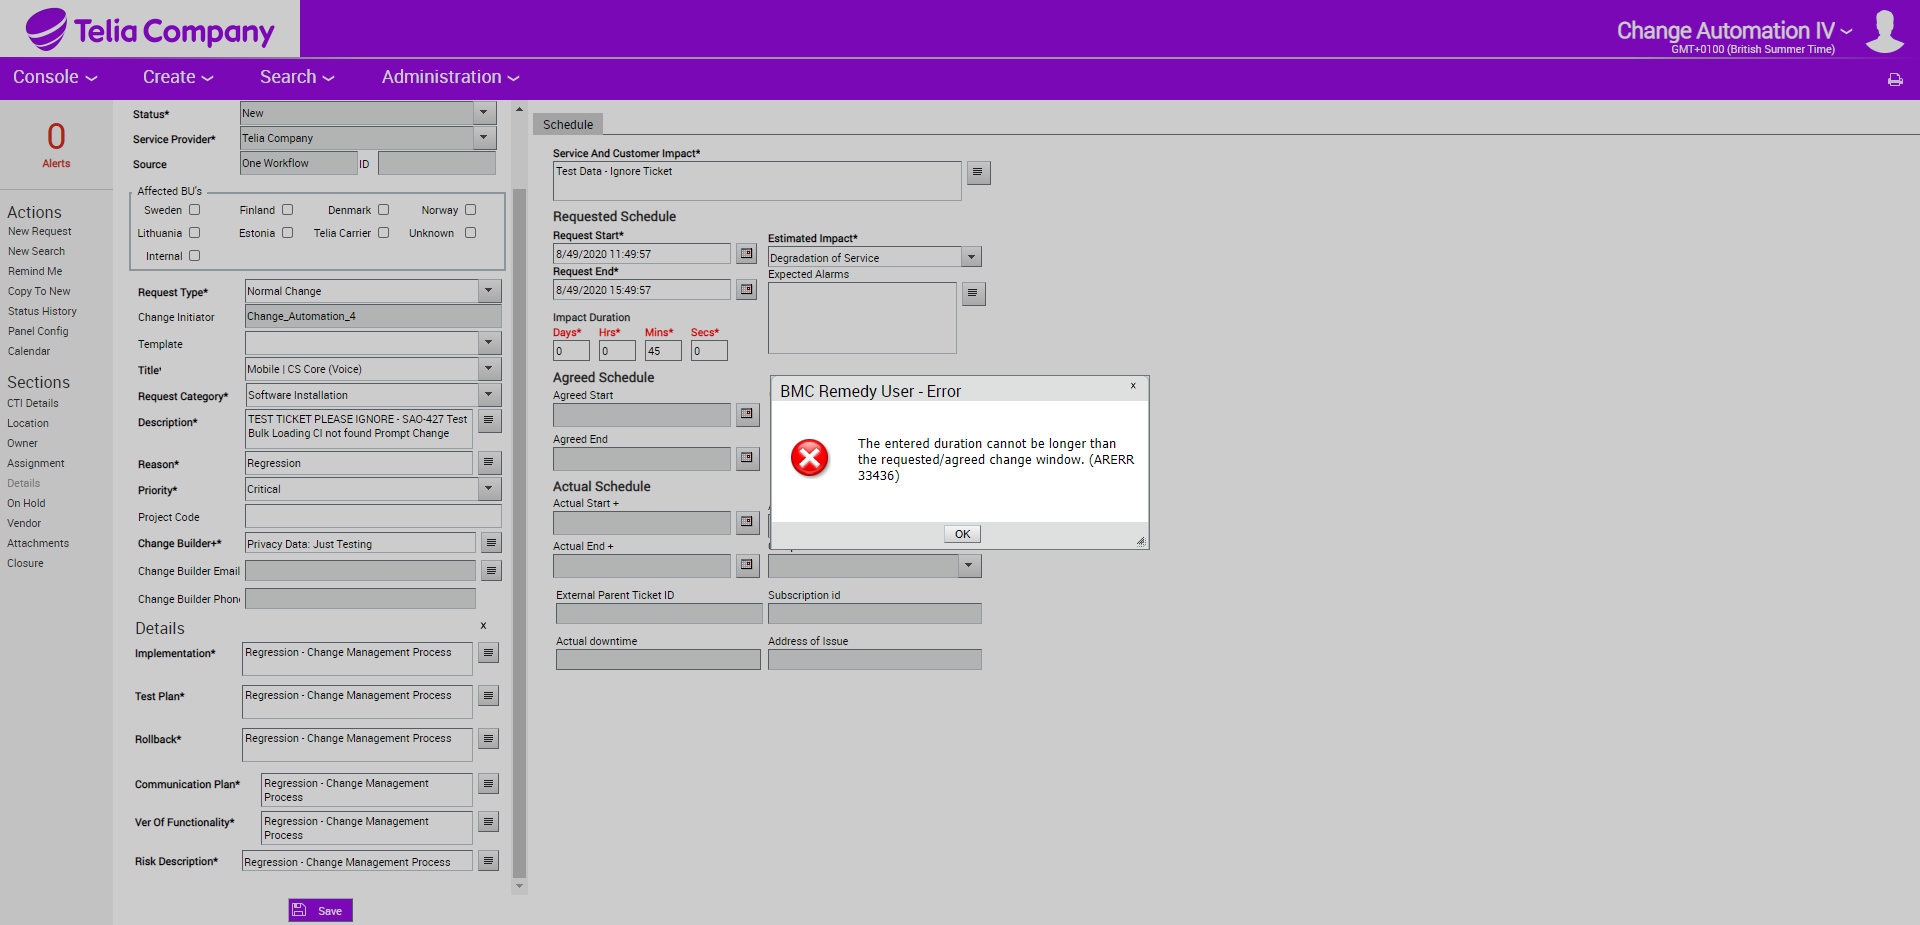 Telia Company
Change Automation IV
GMT+0100 (British Summer Time)
Console
Create
Search
Administration
0
Alerts
Actions
New Request
New Search
Remind Me
Copy To New
Status History
Panel Config
Calendar
Sections
CTI Details
Location
Owner
Assignment
Details
On Hold
Vendor
Attachments
Closure
Status* New
Service Provider* Telia Company
Source One Workflow ID
Affected BU's
Sweden Finland Denmark Norway
Lithuania Estonia Telia Carrier Unknown
Internal
Request Type* Normal Change
Change Initiator Change_Automation_4
Template
Title* Mobile | CS Core (Voice)
Request Category* Software Installation
Description* TEST TICKET PLEASE IGNORE - SAO-427 Test
Bulk Loading CI not found Prompt Change
Reason* Regression
Priority* Critical
Project Code
Change Builder+* Privacy Data: Just Testing
Change Builder Email
Change Builder Phone
Details x
Implementation* Regression - Change Management Process
Test Plan* Regression - Change Management Process
Rollback* Regression - Change Management Process
Communication Plan* Regression - Change Management
Process
Ver Of Functionality* Regression - Change Management
Process
Risk Description* Regression - Change Management Process
Save
Schedule
Service And Customer Impact*
Test Data - Ignore Ticket
Requested Schedule
Request Start*
8/49/2020 11:49:57
Request End*
8/49/2020 15:49:57
Estimated Impact*
Degradation of Service
Expected Alarms
Impact Duration
Days* Hrs* Mins* Secs*
0 0 45 0
Agreed Schedule
Agreed Start
Agreed End
Actual Schedule
Actual Start +
Actual End +
External Parent Ticket ID Subscription id
Actual downtime Address of Issue
BMC Remedy User - Error x
The entered duration cannot be longer than
the requested/agreed change window. (ARERR
33436)
OK